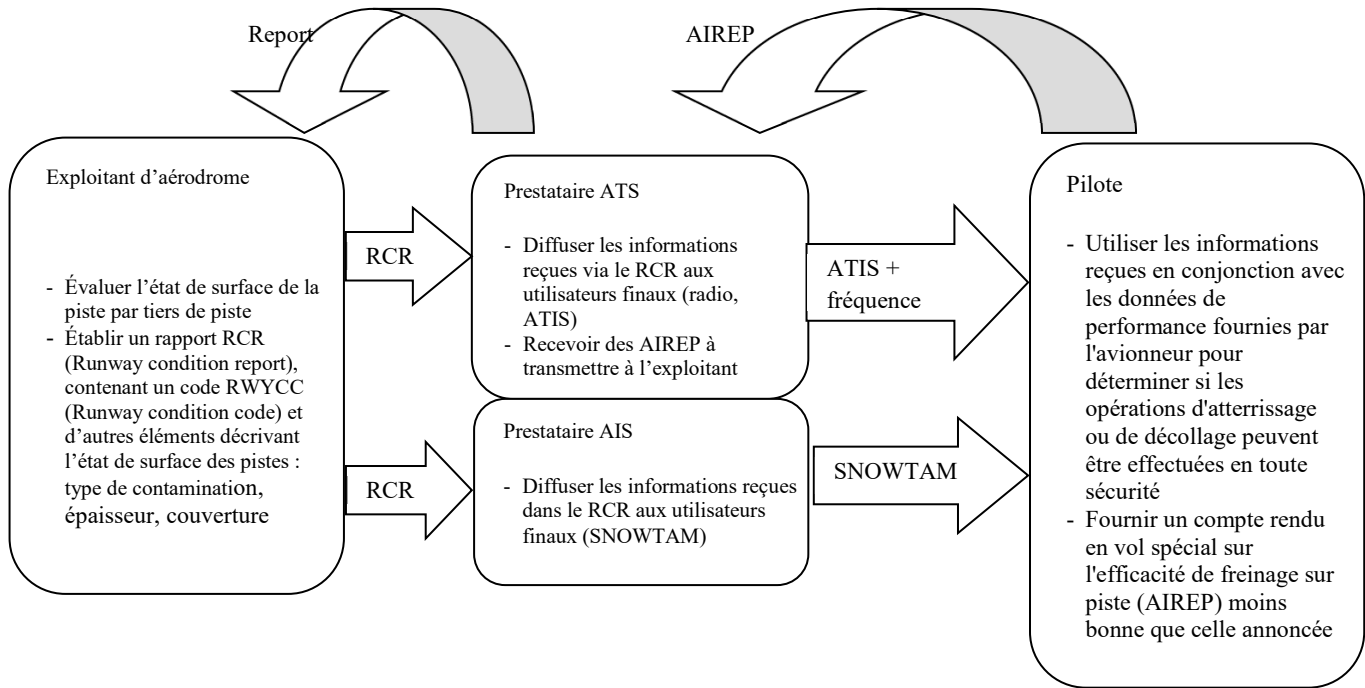 Report
AIREP
Exploitant d’aérodrome
- Évaluer l’état de surface de la
piste par tiers de piste
- Établir un rapport RCR
(Runway condition report),
contenant un code RWYCC
(Runway condition code) et
d’autres éléments décrivant
l’état de surface des pistes :
type de contamination,
épaisseur, couverture
RCR
RCR
Prestataire ATS
- Diffuser les informations
reçues via le RCR aux
utilisateurs finaux (radio,
ATIS)
- Recevoir des AIREP à
transmettre à l’exploitant
Prestataire AIS
- Diffuser les informations reçues
dans le RCR aux utilisateurs
finaux (SNOWTAM)
ATIS +
fréquence
SNOWTAM
Pilote
- Utiliser les informations
reçues en conjonction avec
les données de
performance fournies par
l'avionneur pour
déterminer si les
opérations d'atterrissage
ou de décollage peuvent
être effectuées en toute
sécurité
- Fournir un compte rendu
en vol spécial sur
l'efficacité de freinage sur
piste (AIREP) moins
bonne que celle annoncée